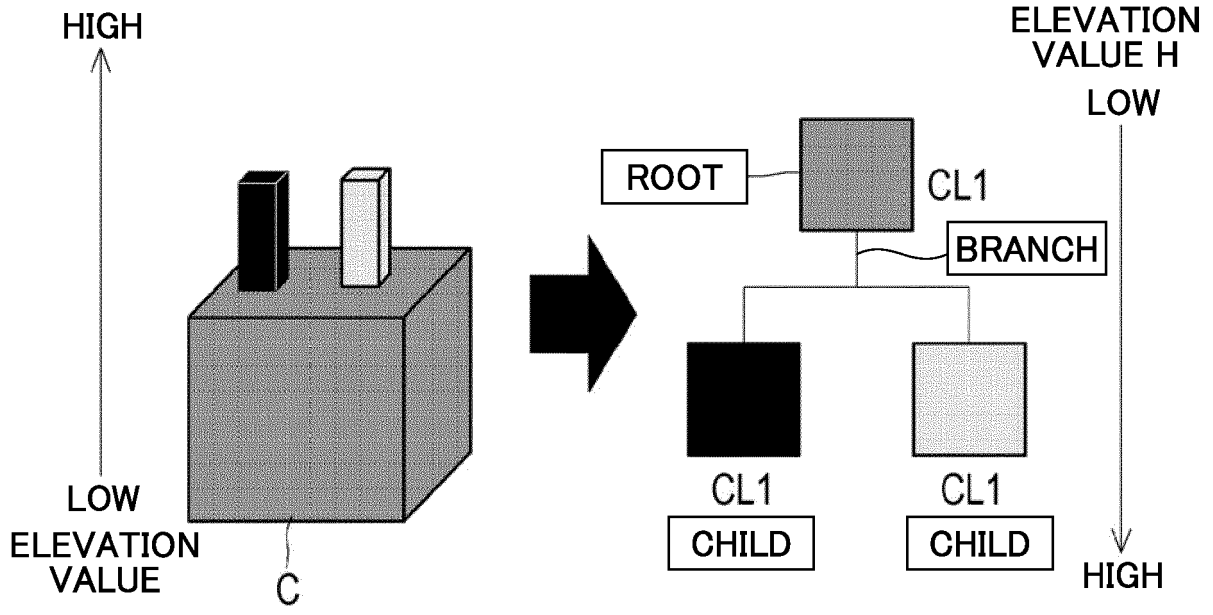 HIGH
LOW
ELEVATION
VALUE
C
ELEVATION
VALUE H
LOW
ROOT
CL1
BRANCH
CL1
CL1
CHILD
CHILD
HIGH